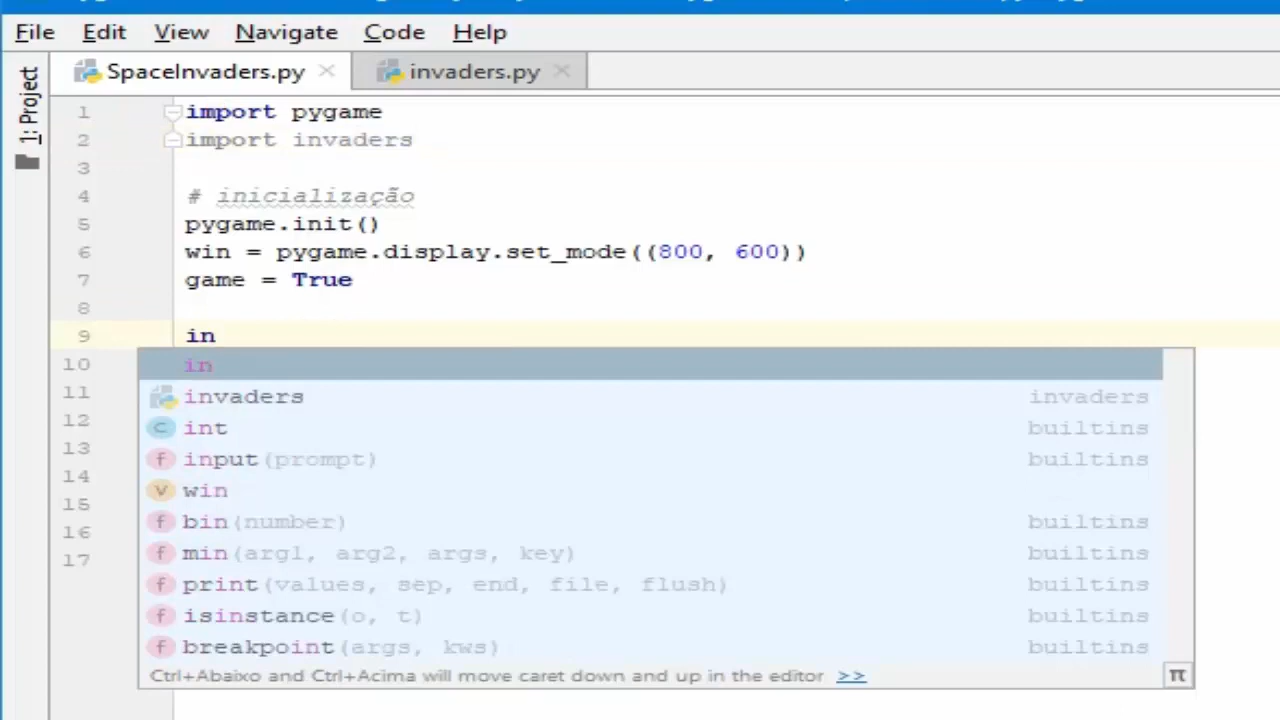 File Edit View Navigate Code Help
1: Project
SpaceInvaders.py invaders.py
1 import pygame
2 import invaders
3
4 # inicialização
5 pygame.init()
6 win = pygame.display.set_mode((800, 600))
7 game = True
8
9 in
10 in
11 invaders invaders
12 int builtins
13 input(prompt) builtins
14 win
15 bin(number) builtins
16 min(arg1, arg2, args, key) builtins
17 print(values, sep, end, file, flush) builtins
isinstance(o, t) builtins
breakpoint(args, kws) builtins
Ctrl+Abaixo and Ctrl+Acima will move caret down and up in the editor >> π